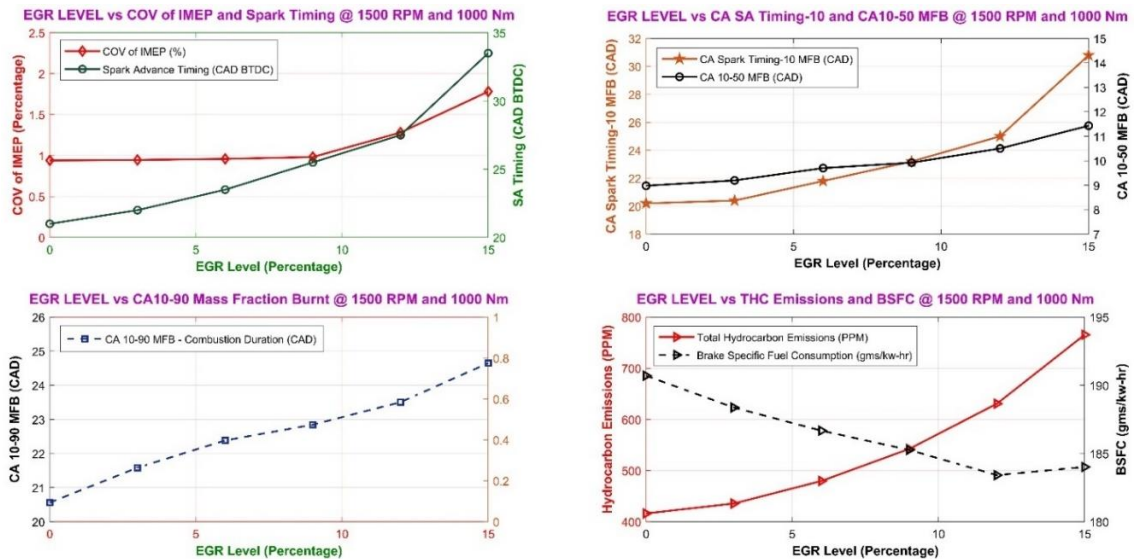 EGR LEVEL vs COV of IMEP and Spark Timing @ 1500 RPM and 1000 Nm
COV of IMEP (Percentage)
2.5
2
1.5
1
0.5
0
COV of IMEP (%)
Spark Advance Timing (CAD BTDC)
35
30
25
20
SA Timing (CAD BTDC)
0 5 10 15
EGR Level (Percentage)
EGR LEVEL vs CA SA Timing-10 and CA10-50 MFB @ 1500 RPM and 1000 Nm
CA Spark Timing-10 MFB (CAD)
32
30
28
26
24
22
20
18
CA Spark Timing-10 MFB (CAD)
CA 10-50 MFB (CAD)
15
14
13
12
11
10
9
8
7
CA 10-50 MFB (CAD)
0 5 10 15
EGR Level (Percentage)
EGR LEVEL vs CA10-90 Mass Fraction Burnt @ 1500 RPM and 1000 Nm
CA 10-90 MFB (CAD)
26
25
24
23
22
21
20
CA 10-90 MFB - Combustion Duration (CAD)
1
0.8
0.6
0.4
0.2
0
0 5 10 15
EGR Level (Percentage)
EGR LEVEL vs THC Emissions and BSFC @ 1500 RPM and 1000 Nm
Hydrocarbon Emissions (PPM)
800
700
600
500
400
Total Hydrocarbon Emissions (PPM)
Brake Specific Fuel Consumption (gms/kw-hr)
195
190
185
180
BSFC (gms/kw-hr)
0 5 10 15
EGR Level (Percentage)